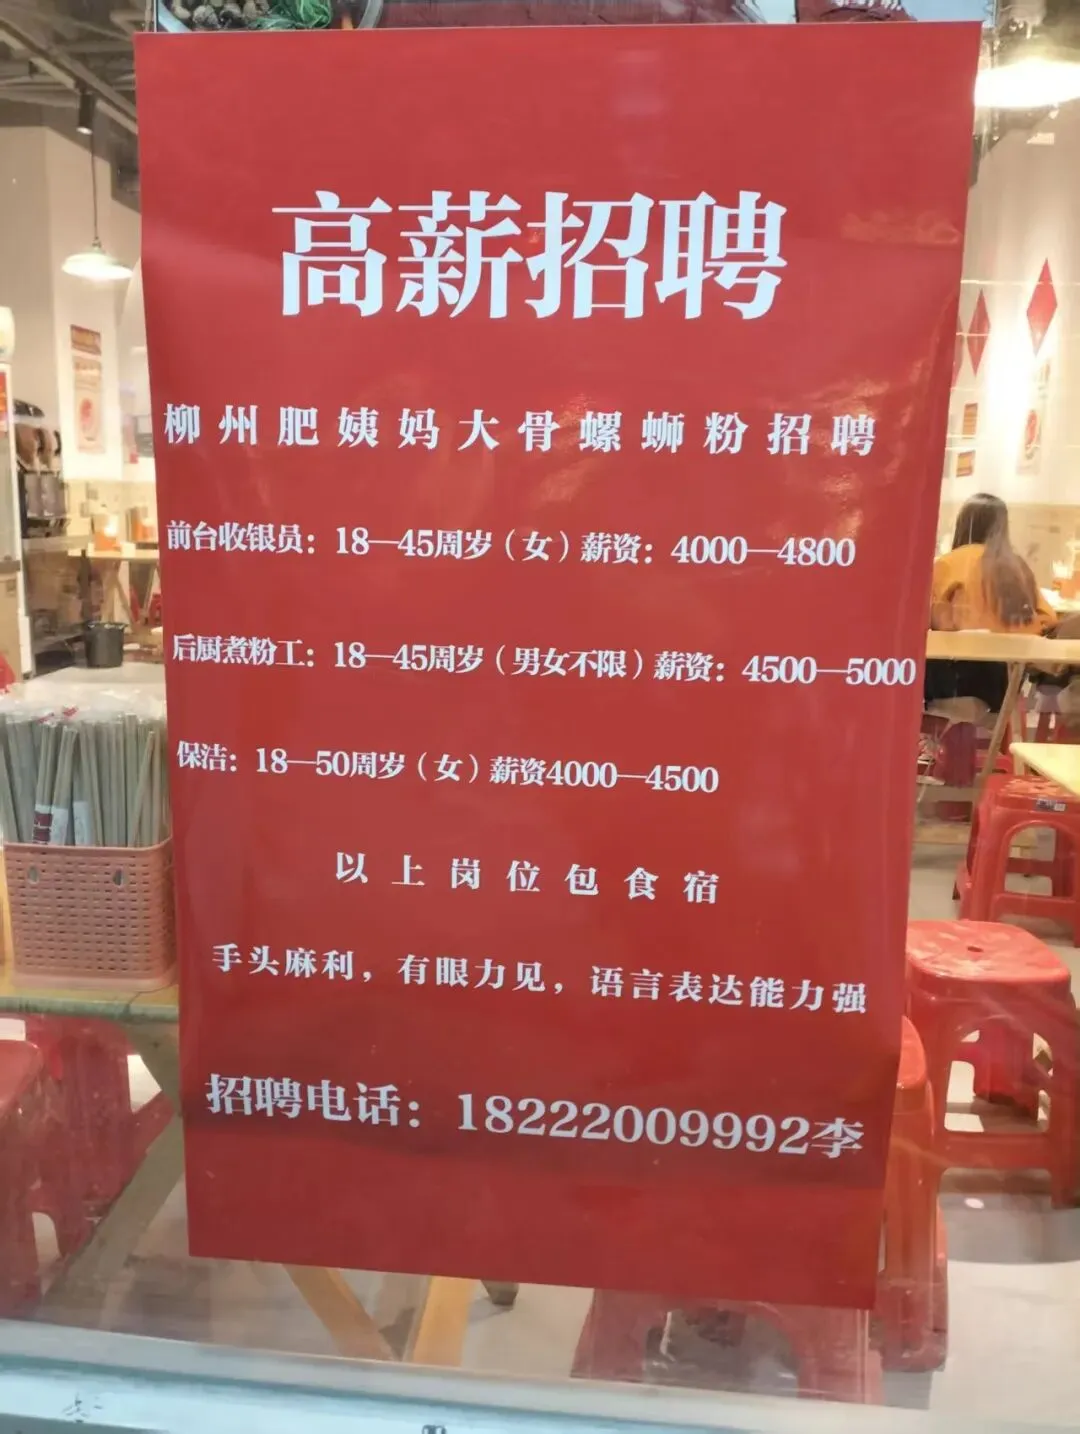 高薪招聘
柳州肥姨妈大骨螺蛳粉招聘
前台收银员：18—45周岁（女）薪资：4000—4800
后厨煮粉工：18—45周岁（男女不限）薪资：4500—5000
保洁：18—50周岁（女）薪资4000—4500
以上岗位包食宿
手头麻利，有眼力见，语言表达能力强
招聘电话：18222009992李